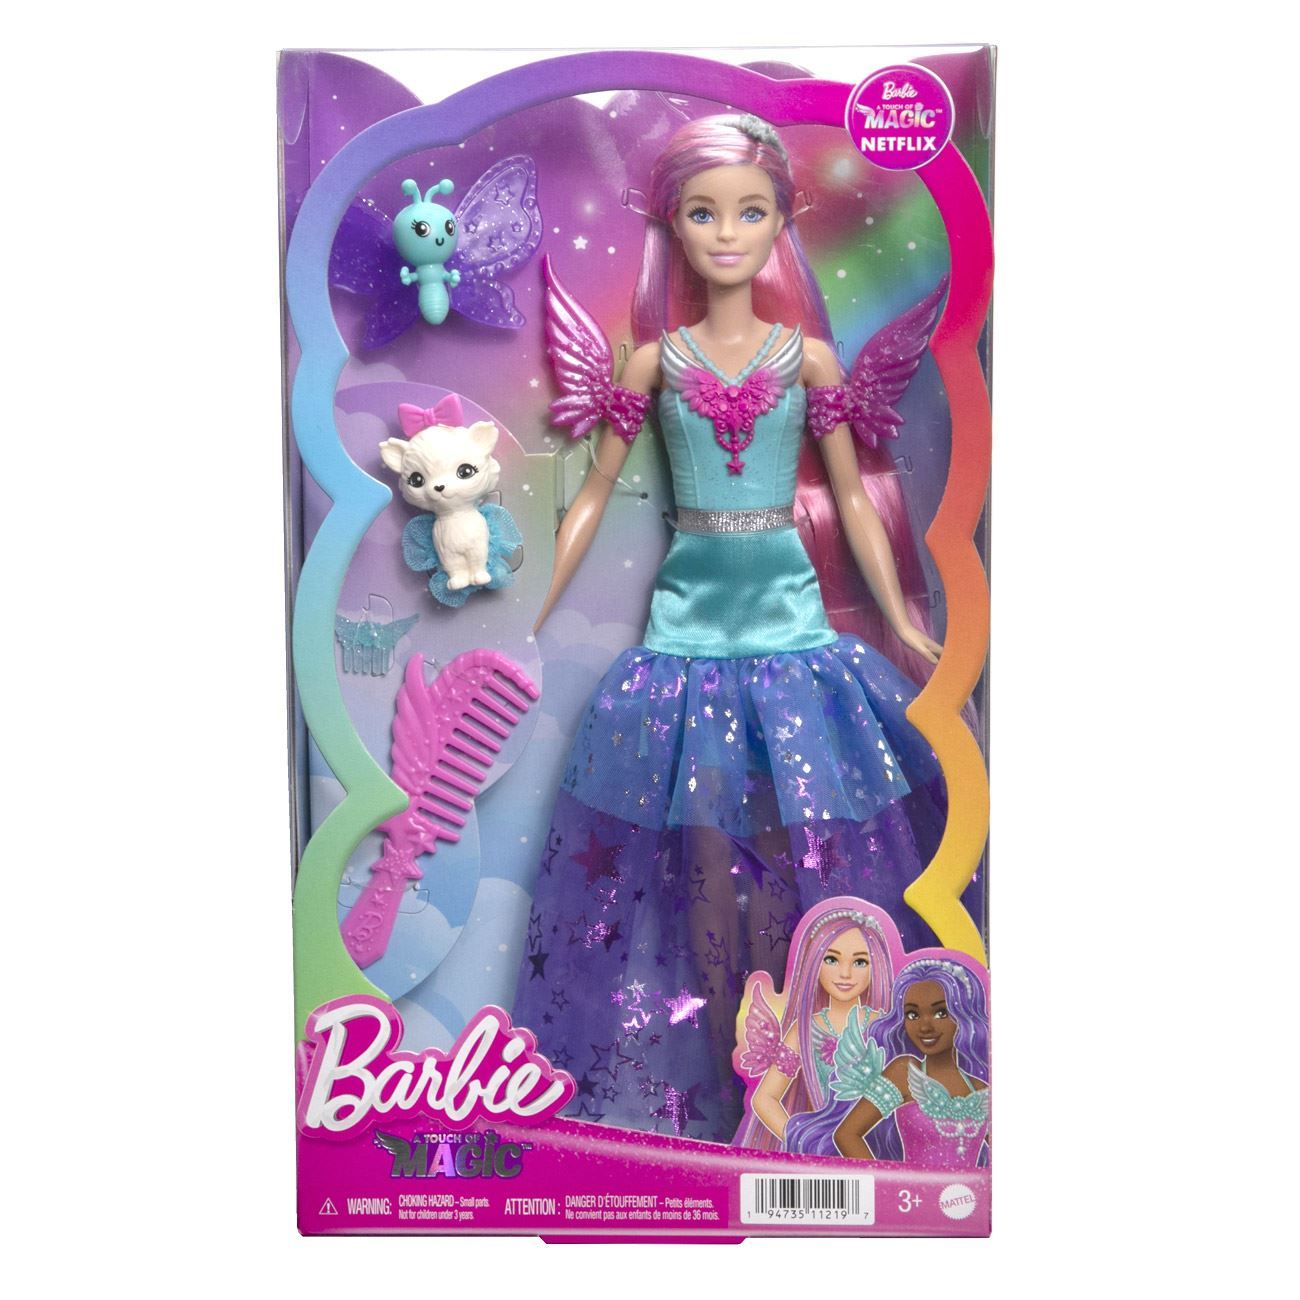 Barbie
A TOUCH OF
MAGIC™
NETFLIX
Barbie
A TOUCH OF
MAGIC™
WARNING: CHOKING HAZARD – Small parts.
Not for children under 3 years.
ATTENTION : DANGER D'ÉTOUFFEMENT – Petits éléments.
Ne convient pas aux enfants de moins de 36 mois.
1 94735 11219 7
3+
MATTEL